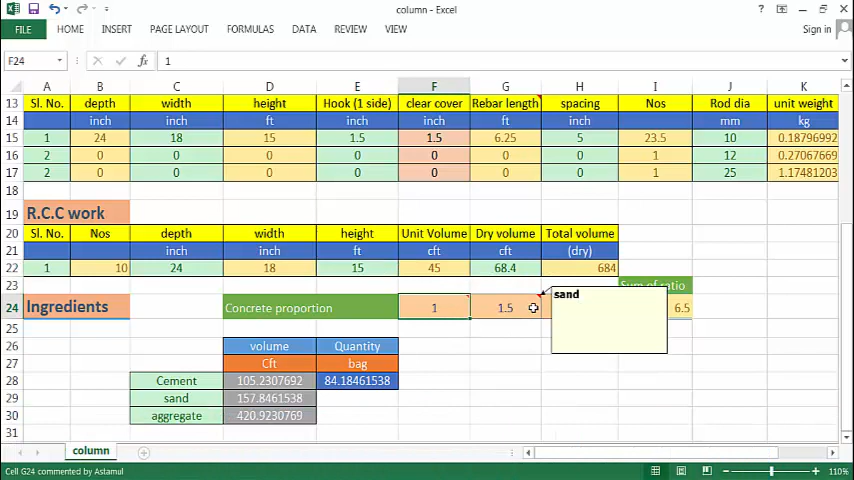 column - Excel
?
Sign in
FILE HOME INSERT PAGE LAYOUT FORMULAS DATA REVIEW VIEW
F24 fx 1
A B C D E F G H I J K
13 Sl. No. depth width height Hook (1 side) clear cover Rebar length spacing Nos Rod dia unit weight
14 inch inch ft inch inch ft inch mm kg
15 1 24 18 15 1.5 1.5 6.25 5 23.5 10 0.18796992
16 2 0 0 0 0 0 0 0 1 12 0.27067669
17 2 0 0 0 0 0 0 0 1 25 1.17481203
18
19 R.C.C work
20 Sl. No. Nos depth width height Unit Volume Dry volume Total volume
21 inch inch ft cft cft (dry)
22 1 10 24 18 15 45 68.4 684
23 Sum of ratio
24 Ingredients Concrete proportion 1 1.5 sand 6.5
25
26 volume Quantity
27 Cft bag
28 Cement 105.2307692 84.18461538
29 sand 157.8461538
30 aggregate 420.9230769
31
column
Cell G24 commented by Astamul 110%